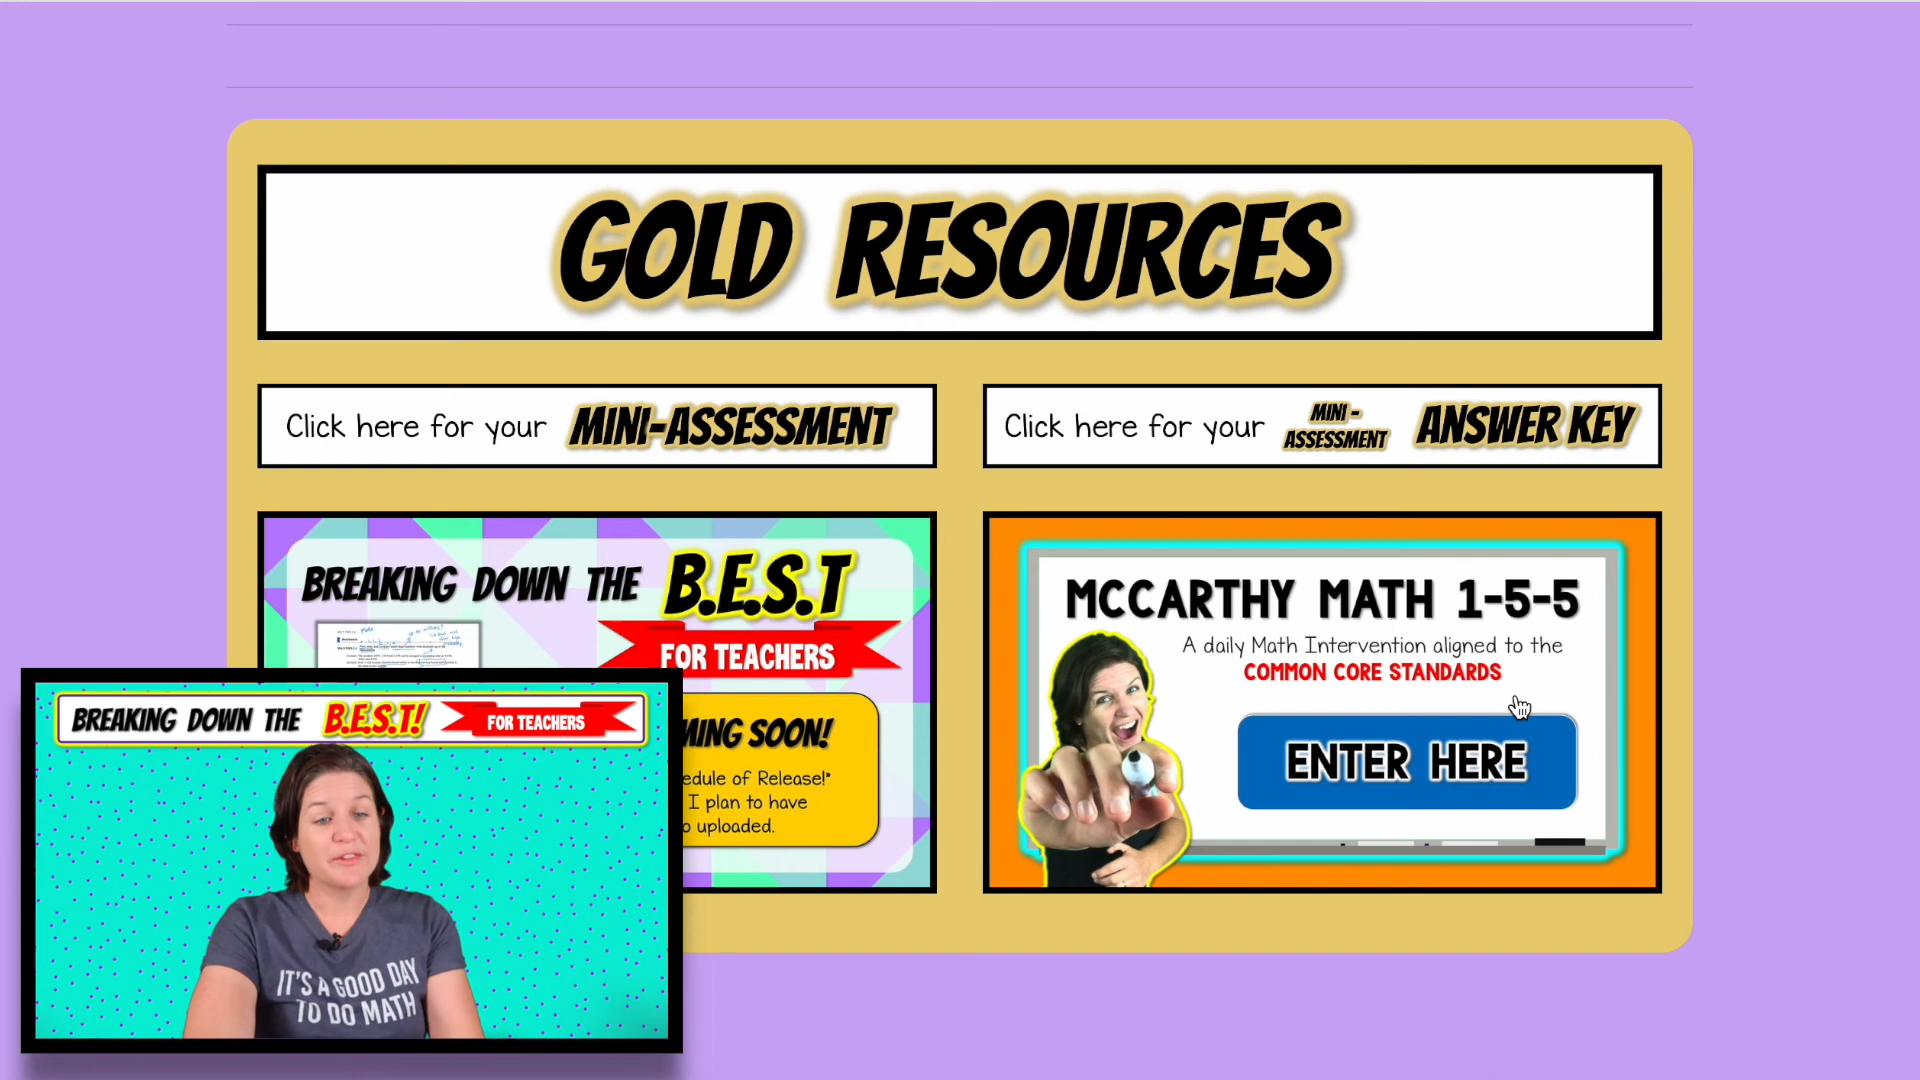 GOLD RESOURCES
Click here for your MINI-ASSESSMENT
Click here for your MINI - ASSESSMENT ANSWER KEY
BREAKING DOWN THE B.E.S.T
FOR TEACHERS
MING SOON!
edule of Release!"
I plan to have
o uploaded.
MCCARTHY MATH 1-5-5
A daily Math Intervention aligned to the
COMMON CORE STANDARDS
ENTER HERE
BREAKING DOWN THE B.E.S.T! FOR TEACHERS
IT'S A GOOD DAY
TO DO MATH